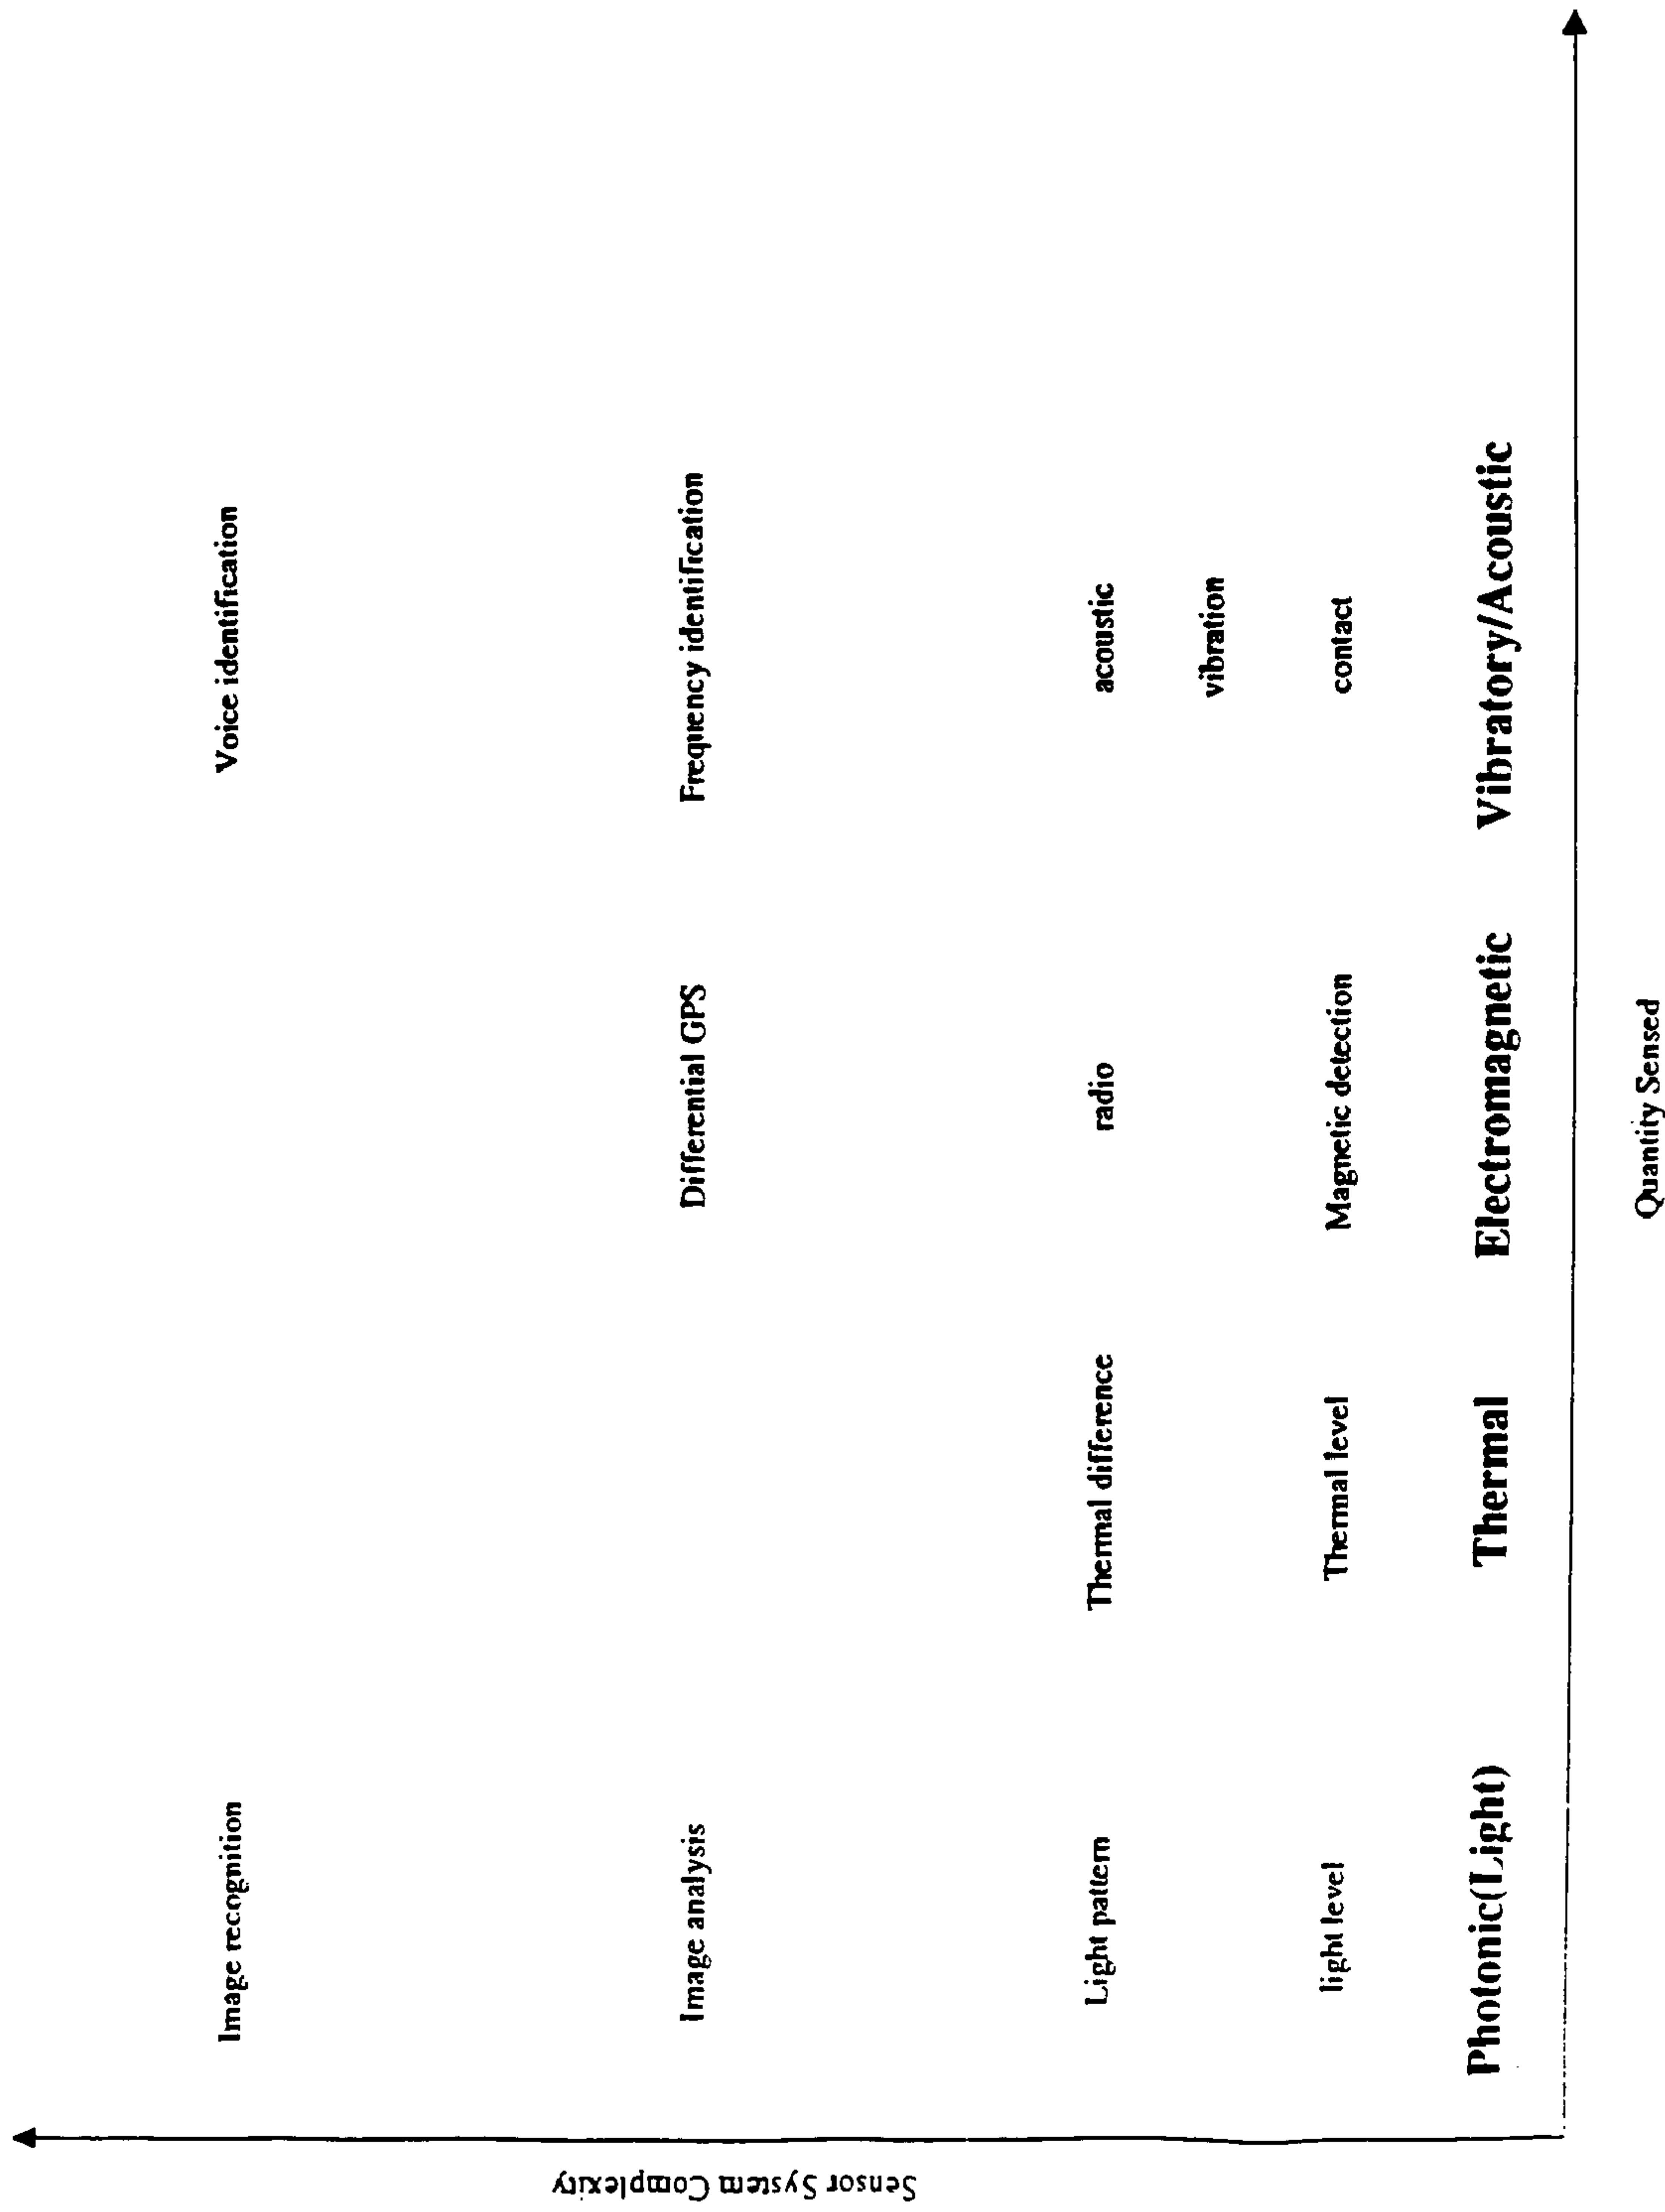 Sensor System Complexity
Image recognition
Voice identification
Image analysis
Differential GPS
Frequency identification
Light pattern
Thermal difference
radio
acoustic
vibration
light level
Thermal level
Magnetic detection
contact
Photonic(Light)
Thermal
Electromagnetic
Vibratory/Acoustic
Quantity Sensed